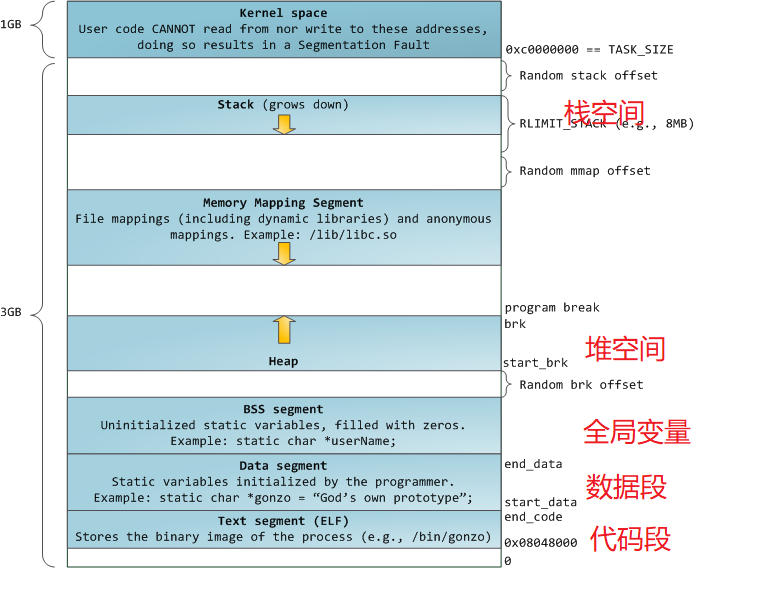 1GB
Kernel space
User code CANNOT read from nor write to these addresses,
doing so results in a Segmentation Fault
0xc0000000 == TASK_SIZE
Random stack offset
Stack (grows down)
栈空间
RLIMIT_STACK (e.g., 8MB)
Random mmap offset
Memory Mapping Segment
File mappings (including dynamic libraries) and anonymous
mappings. Example: /lib/libc.so
3GB
program break
brk
堆空间
Heap
start_brk
Random brk offset
BSS segment
Uninitialized static variables, filled with zeros.
Example: static char *userName;
全局变量
end_data
Data segment
Static variables initialized by the programmer.
Example: static char *gonzo = “God’s own prototype”;
数据段
start_data
end_code
Text segment (ELF)
Stores the binary image of the process (e.g., /bin/gonzo)
0x08048000
代码段
0